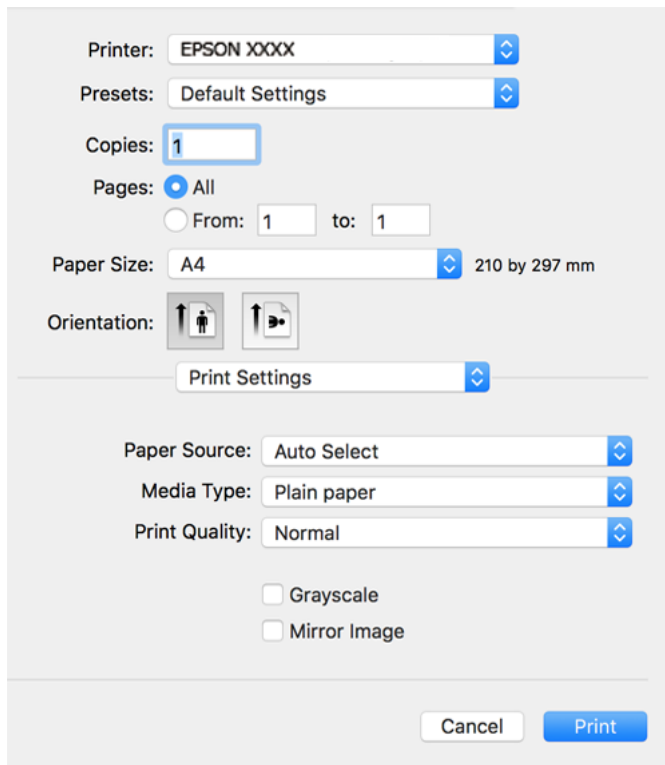 Printer: EPSON XXXX
Presets: Default Settings
Copies: 1
Pages: All
From: 1 to: 1
Paper Size: A4 210 by 297 mm
Orientation:
Print Settings
Paper Source: Auto Select
Media Type: Plain paper
Print Quality: Normal
Grayscale
Mirror Image
Cancel Print